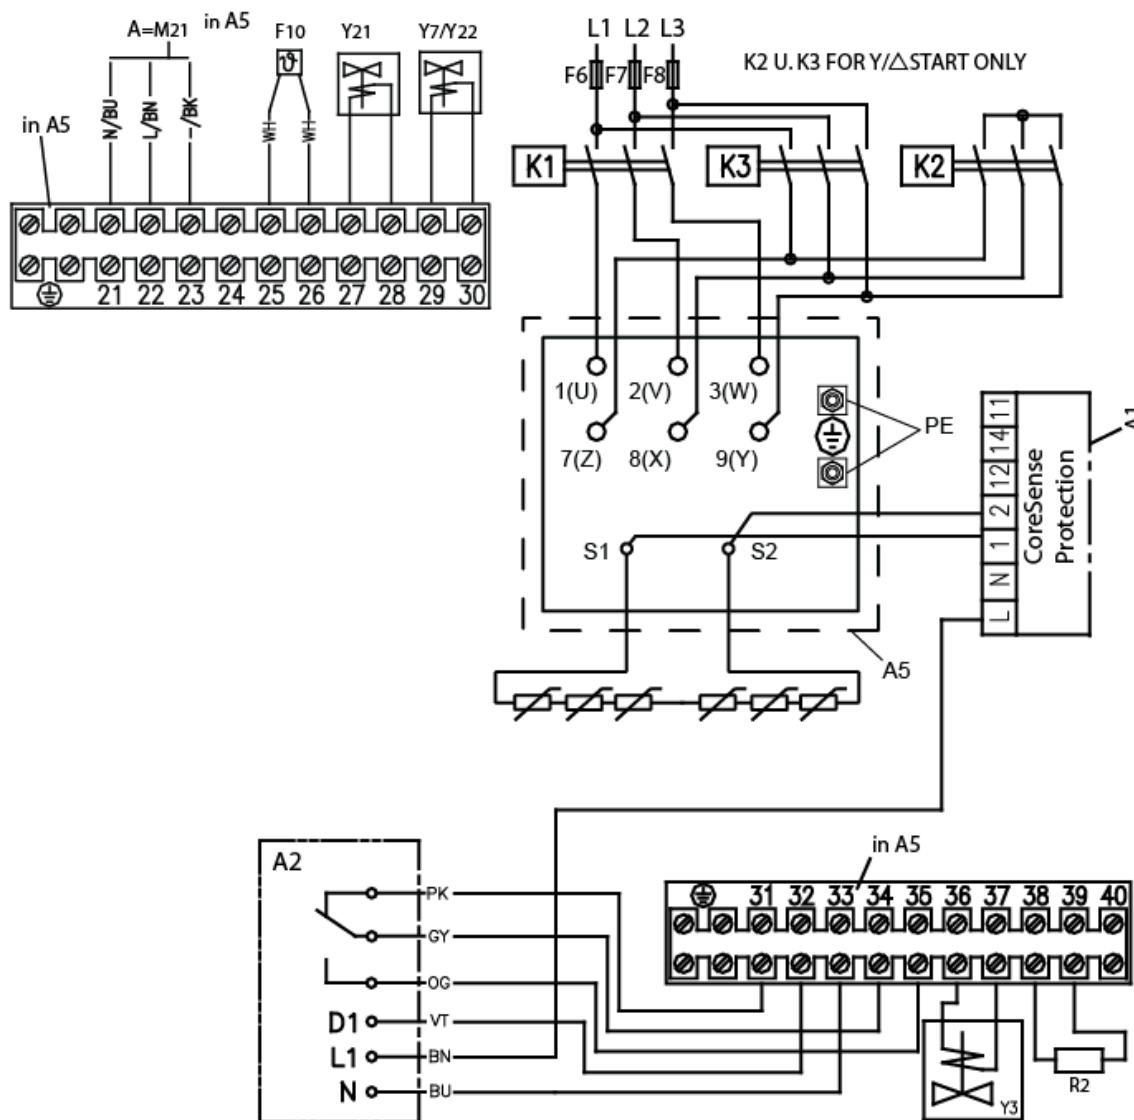 A=M21
in A5
F10
Y21
Y7/Y22
L1 L2 L3
F6 F7 F8
K2 U. K3 FOR Y/△START ONLY
ϑ
N/BU
L/BN
-/BK
WH
WH
in A5
K1
K3
K2
21 22 23 24 25 26 27 28 29 30
1(U) 2(V) 3(W)
7(Z) 8(X) 9(Y)
PE
S1
S2
A5
L N 1 2 12 14 11
CoreSense
Protection
A1
in A5
A2
PK
GY
OG
D1 VT
L1 BN
N BU
31 32 33 34 35 36 37 38 39 40
Y3
R2